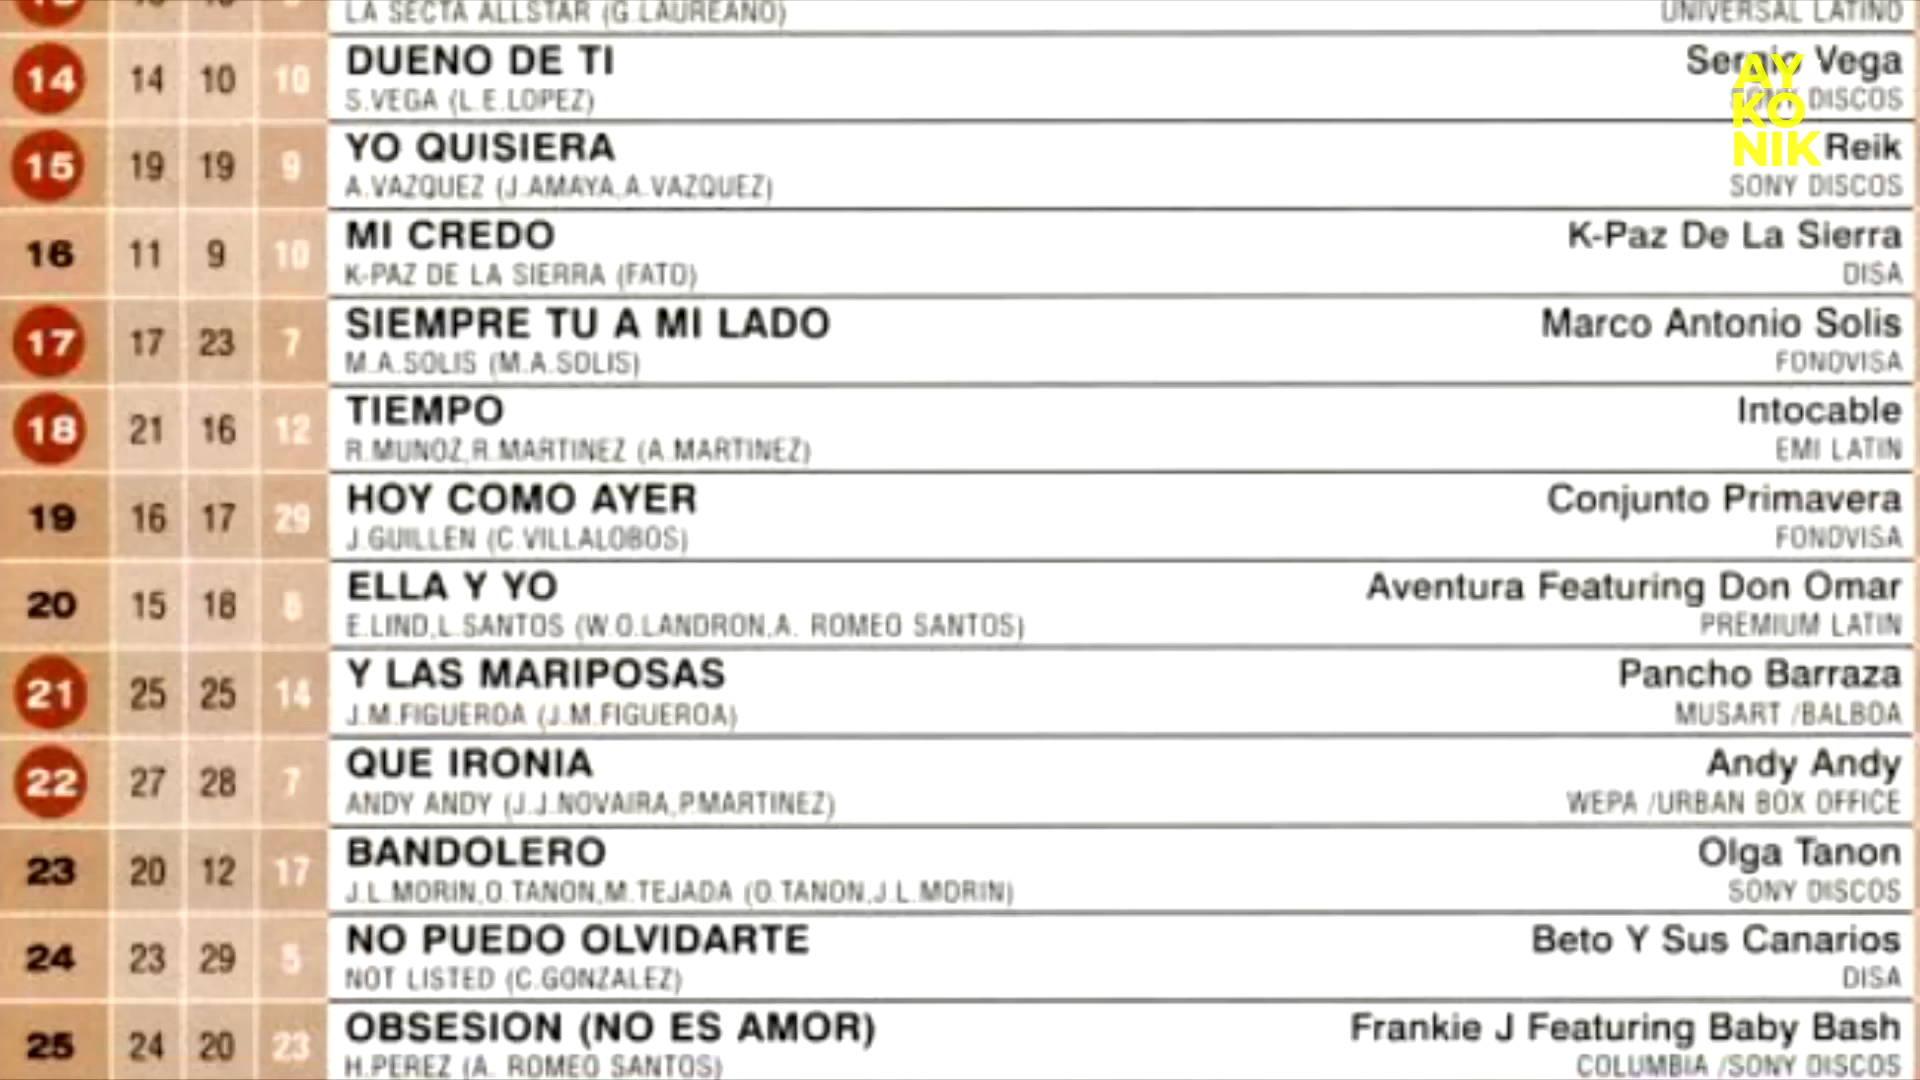 LA SECTA ALLSTAR (G.LAUREANO) UNIVERSAL LATINO
14 14 10 10 DUENO DE TI Sergio Vega
S.VEGA (L.E.LOPEZ) SONY DISCOS
AY
KO
NIK
15 19 19 9 YO QUISIERA Reik
A.VAZQUEZ (J.AMAYA,A.VAZQUEZ) SONY DISCOS
16 11 9 10 MI CREDO K-Paz De La Sierra
K-PAZ DE LA SIERRA (FATO) DISA
17 17 23 7 SIEMPRE TU A MI LADO Marco Antonio Solis
M.A.SOLIS (M.A.SOLIS) FONOVISA
18 21 16 12 TIEMPO Intocable
R.MUNOZ,R.MARTINEZ (A.MARTINEZ) EMI LATIN
19 16 17 29 HOY COMO AYER Conjunto Primavera
J.GUILLEN (C.VILLALOBOS) FONOVISA
20 15 18 ELLA Y YO Aventura Featuring Don Omar
E.LIND,L.SANTOS (W.O.LANDRON,A. ROMEO SANTOS) PREMIUM LATIN
21 25 25 14 Y LAS MARIPOSAS Pancho Barraza
J.M.FIGUEROA (J.M.FIGUEROA) MUSART /BALBOA
22 27 28 7 QUE IRONIA Andy Andy
ANDY ANDY (J.J.NOVAIRA,P.MARTINEZ) WEPA /URBAN BOX OFFICE
23 20 12 17 BANDOLERO Olga Tanon
J.L.MORIN,O.TANON,M.TEJADA (O.TANON,J.L.MORIN) SONY DISCOS
24 23 29 5 NO PUEDO OLVIDARTE Beto Y Sus Canarios
NOT LISTED (C.GONZALEZ) DISA
25 24 20 23 OBSESION (NO ES AMOR) Frankie J Featuring Baby Bash
H.PEREZ (A. ROMEO SANTOS) COLUMBIA /SONY DISCOS